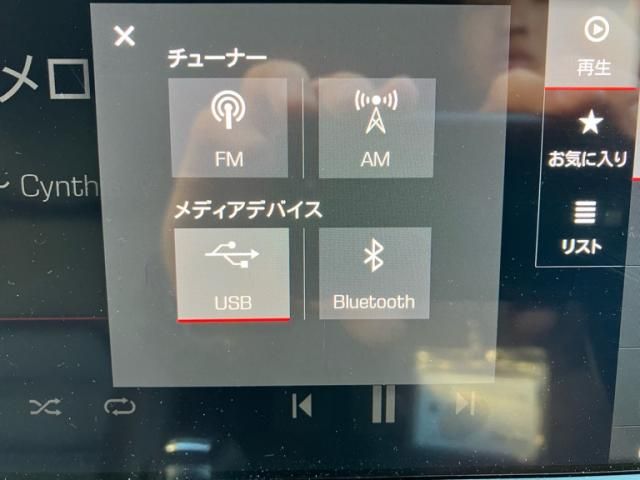 チューナー
メロ
FM
AM
〜 Cynth
メディアデバイス
USB
Bluetooth
再生
お気に入り
リスト